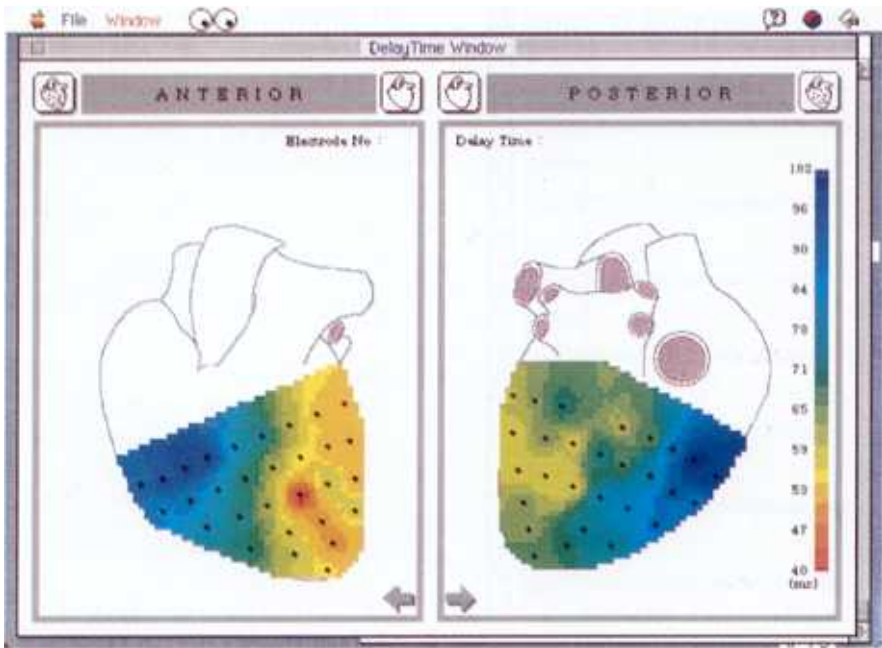 File Window
DelayTime Window
ANTERIOR
POSTERIOR
Electrode No :
Delay Time :
102
96
90
84
78
71
65
59
53
47
40
(ms)